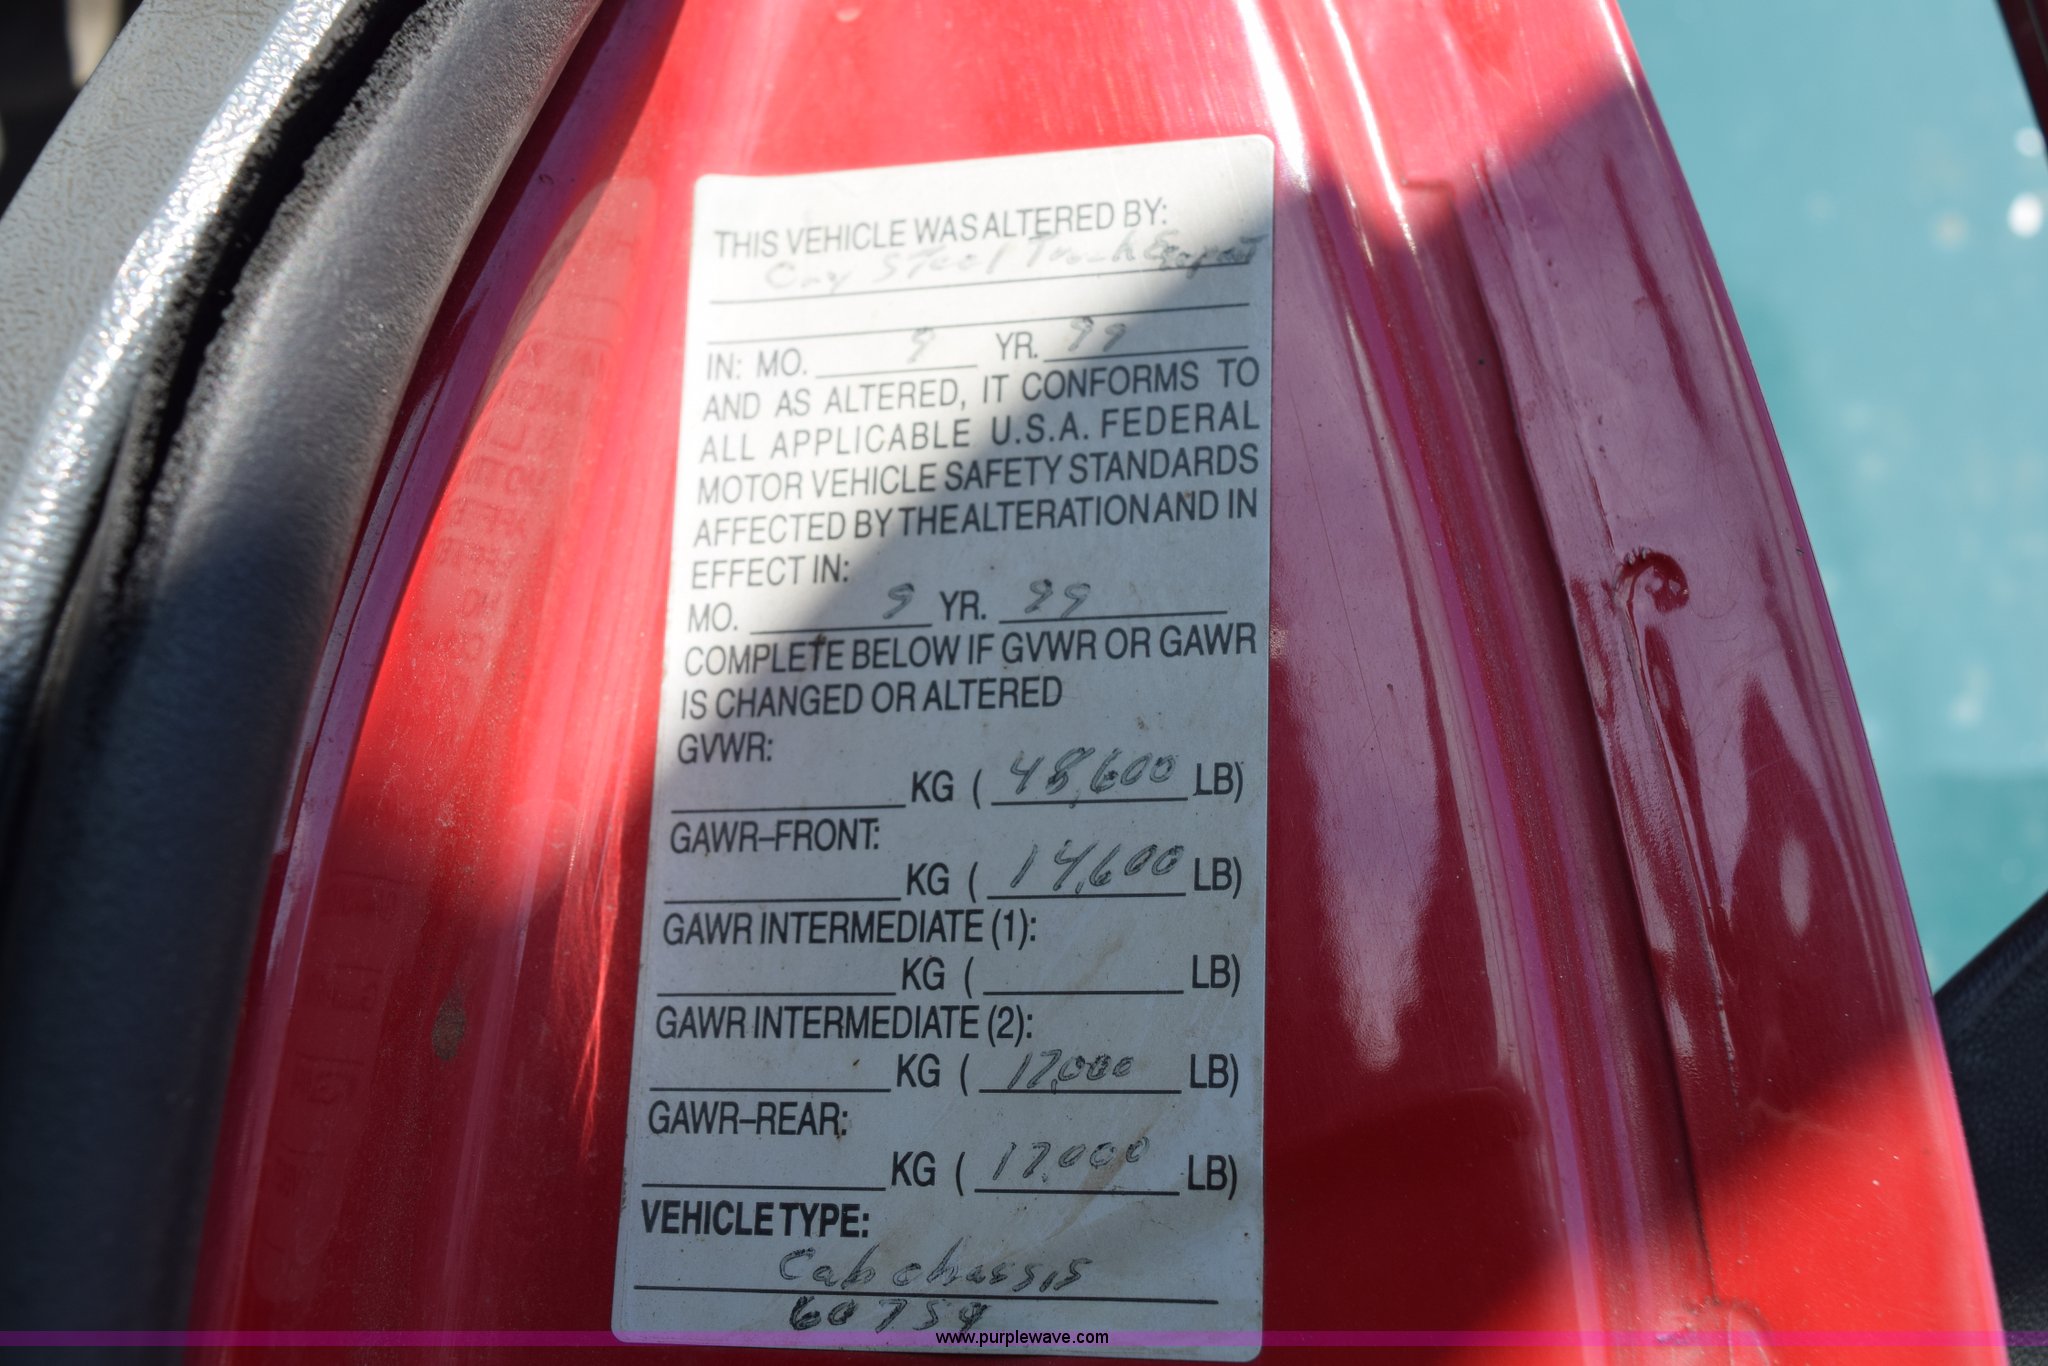 THIS VEHICLE WAS ALTERED BY:
Steel Truck
IN: MO. 9 YR. 99
AND AS ALTERED, IT CONFORMS TO
ALL APPLICABLE U.S.A. FEDERAL
MOTOR VEHICLE SAFETY STANDARDS
AFFECTED BY THE ALTERATION AND IN
EFFECT IN:
MO. 9 YR. 99
COMPLETE BELOW IF GVWR OR GAWR
IS CHANGED OR ALTERED
GVWR:
KG ( 48,600 LB)
GAWR–FRONT:
KG ( 14,600 LB)
GAWR INTERMEDIATE (1):
KG ( LB)
GAWR INTERMEDIATE (2):
KG ( 17,000 LB)
GAWR–REAR:
KG ( 17,000 LB)
VEHICLE TYPE:
Cab chassis
60759
www.purplewave.com